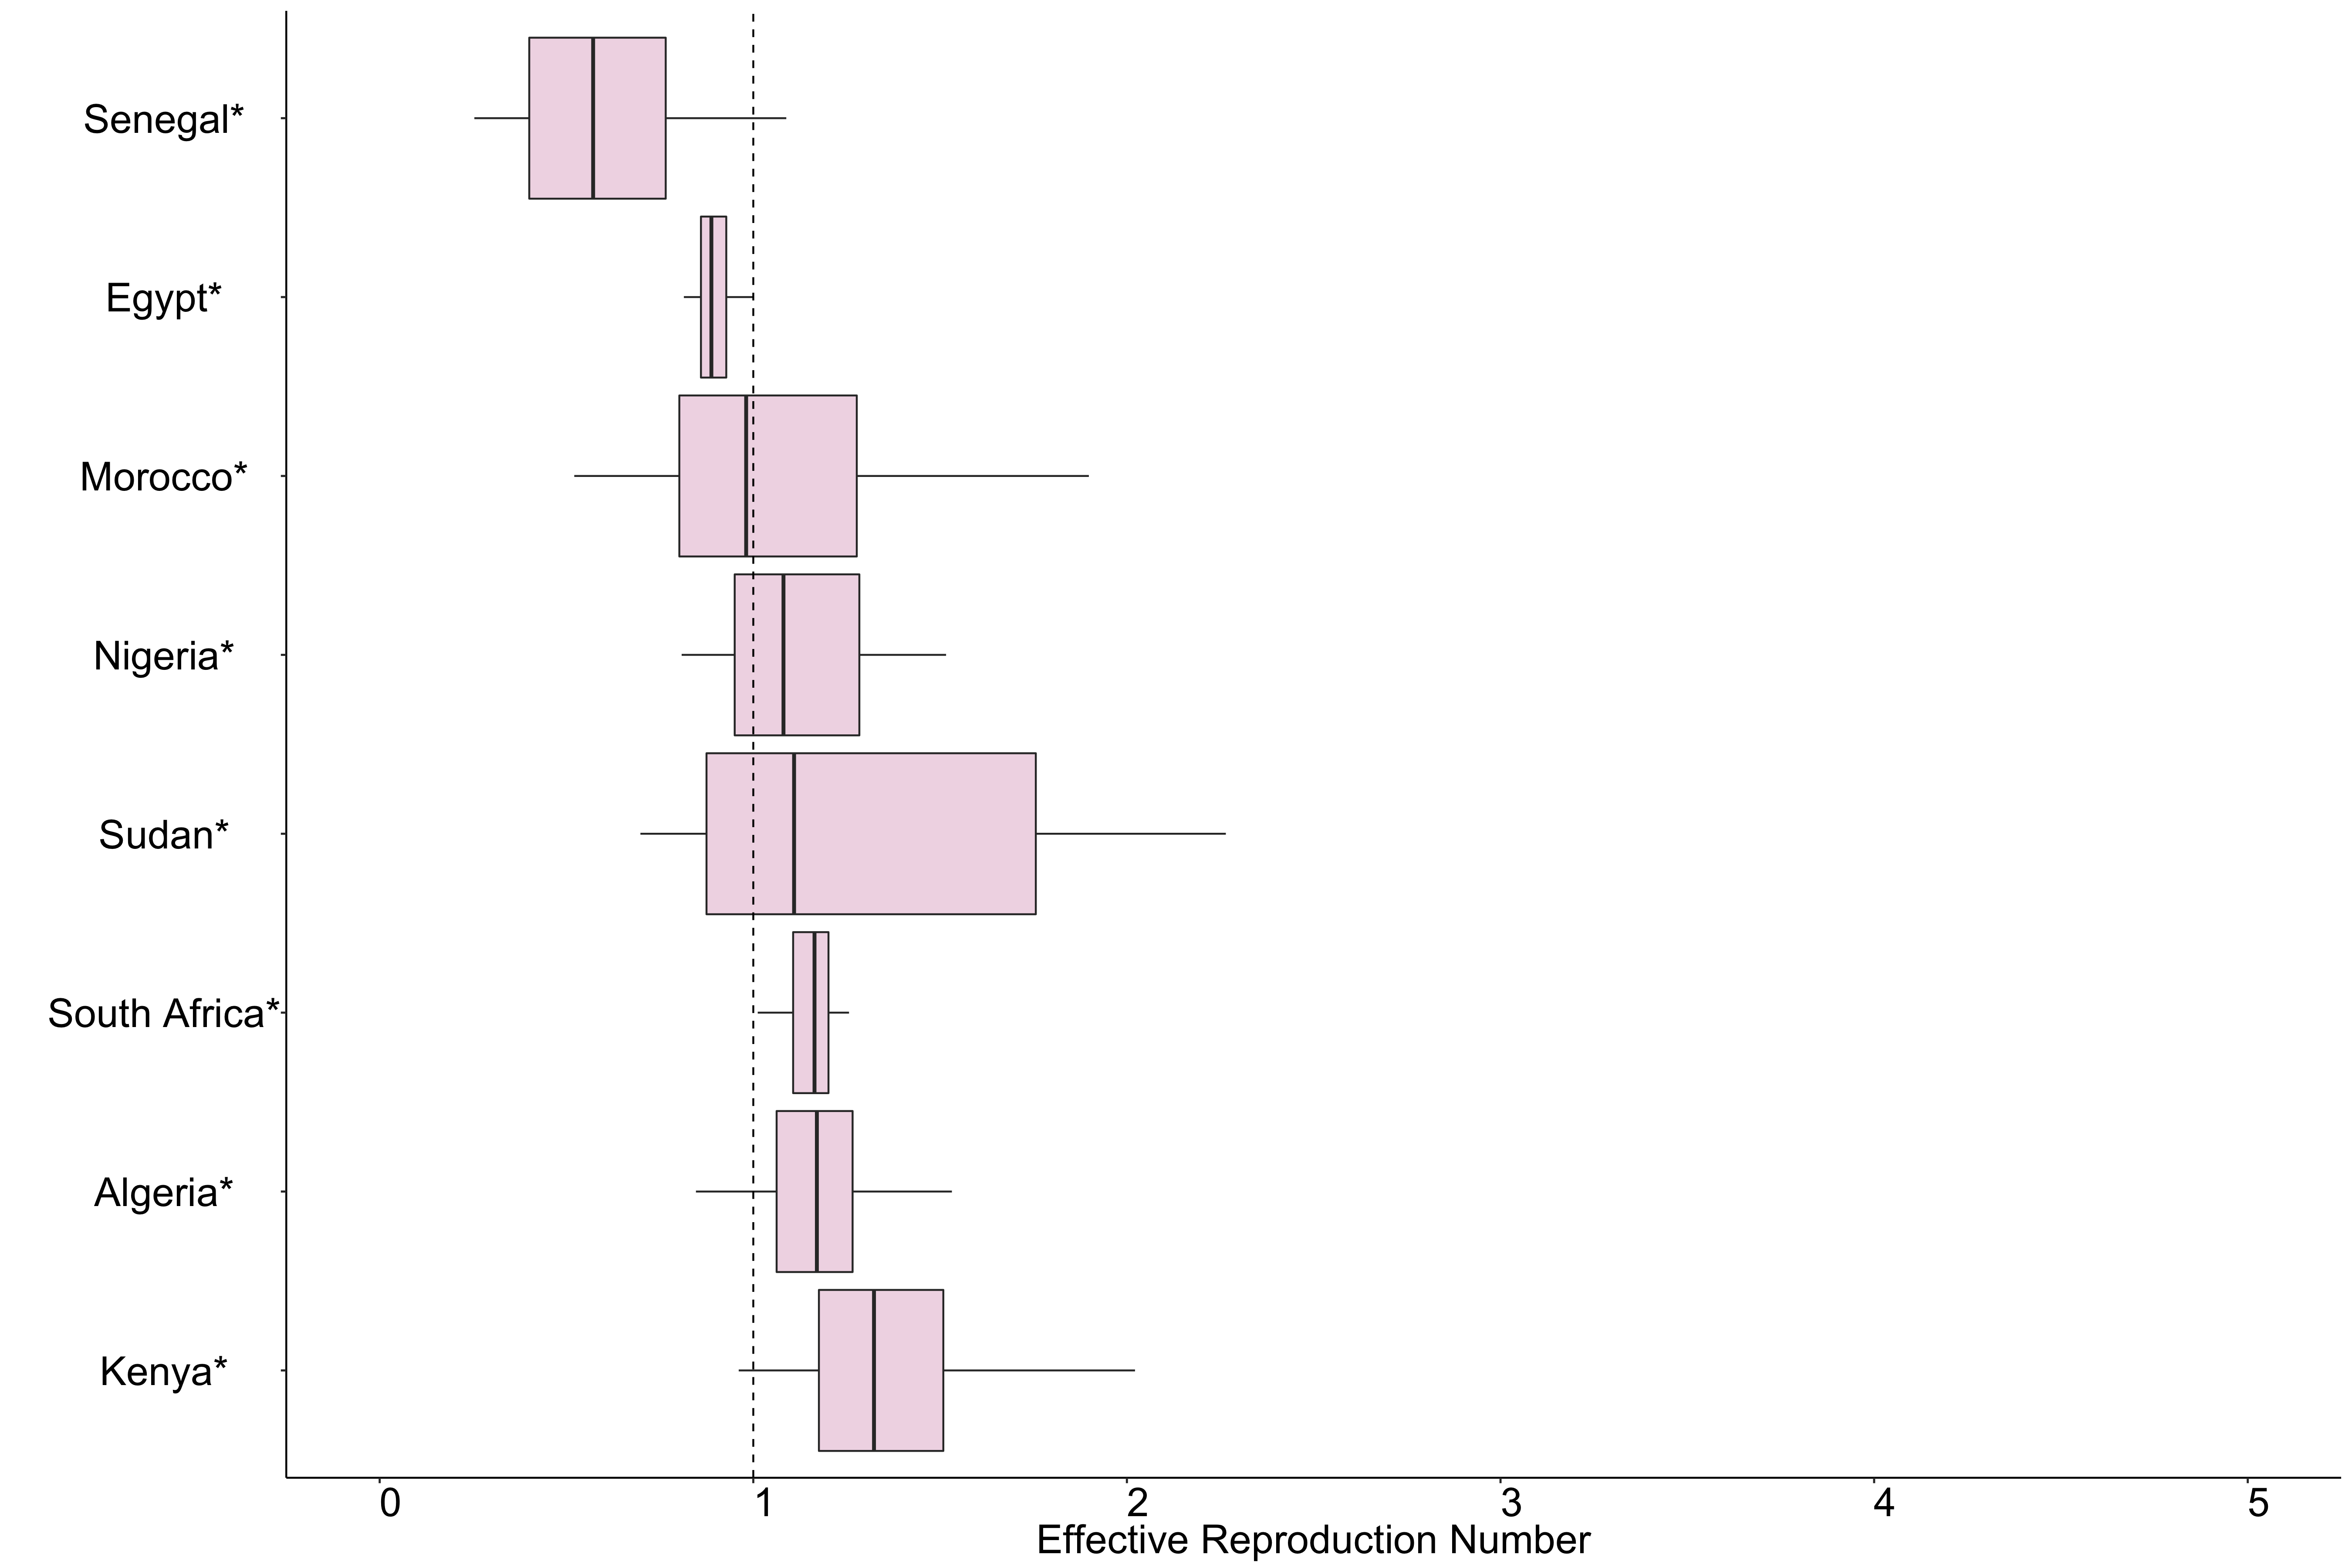 Senegal*
Egypt*
Morocco*
Nigeria*
Sudan*
South Africa*
Algeria*
Kenya*
0 1 2 3 4 5
Effective Reproduction Number